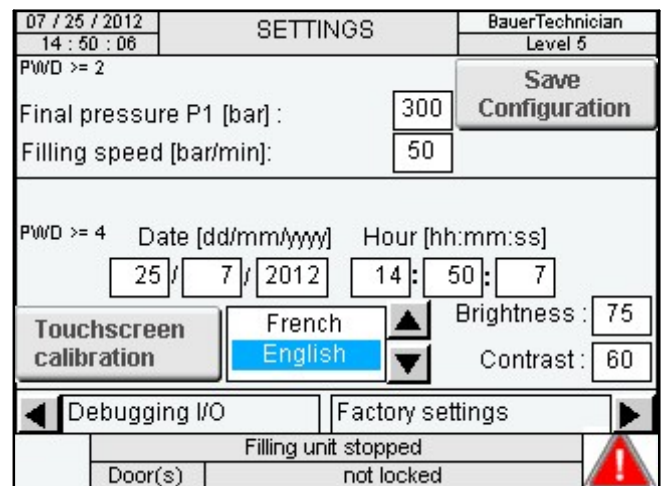 07 / 25 / 2012 SETTINGS BauerTechnician
14 : 50 : 06 Level 5
PWD >= 2
Save
Configuration
Final pressure P1 [bar] : 300
Filling speed [bar/min]: 50
PWD >= 4 Date [dd/mm/yyyy] Hour [hh:mm:ss]
25 / 7 / 2012 14 : 50 : 7
Touchscreen
calibration
French
English
Brightness : 75
Contrast : 60
Debugging I/O Factory settings
Filling unit stopped
Door(s) not locked